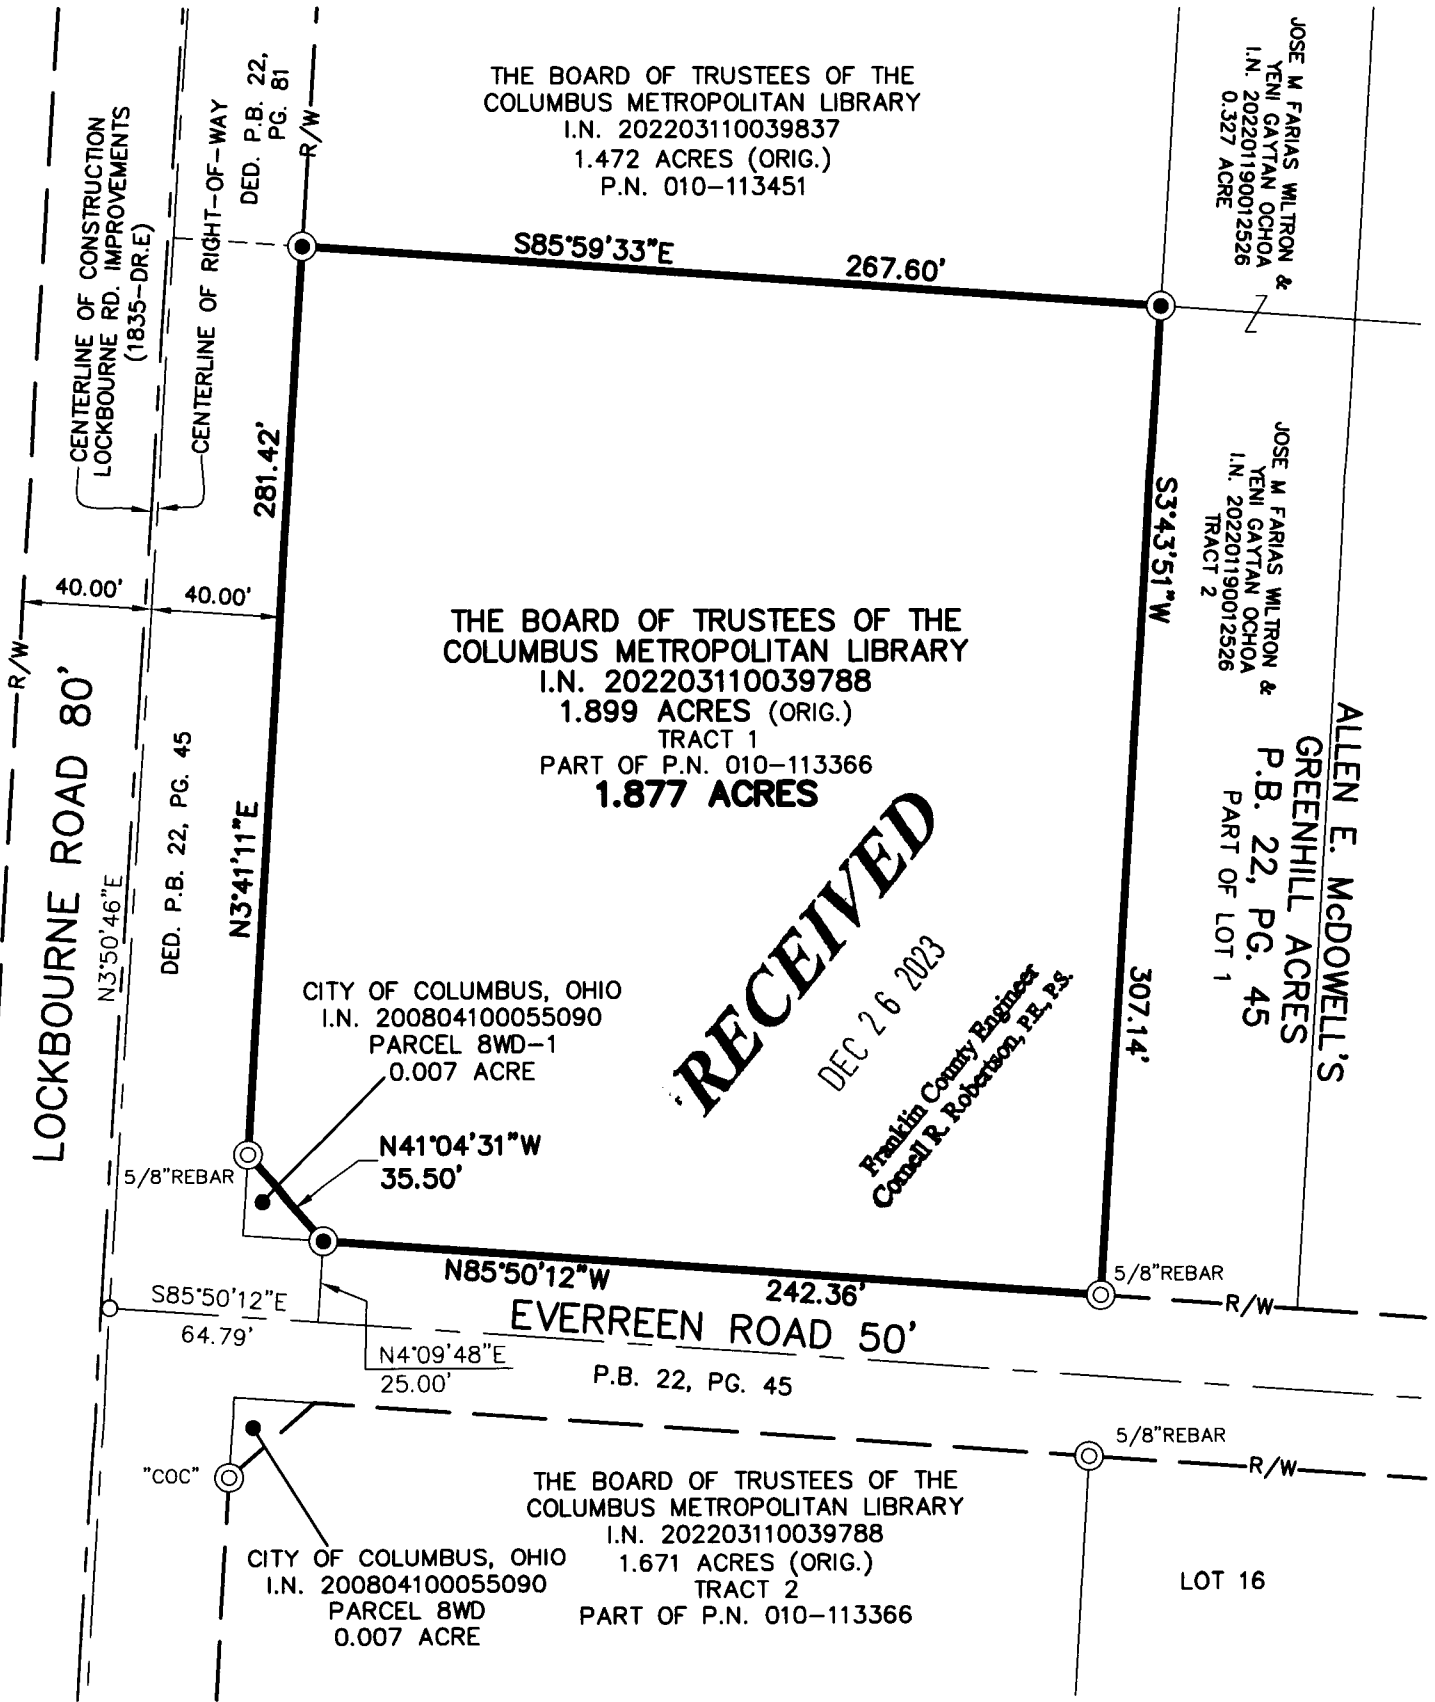 THE BOARD OF TRUSTEES OF THE
COLUMBUS METROPOLITAN LIBRARY
I.N. 202203110039837
1.472 ACRES (ORIG.)
P.N. 010-113451
DED. P.B. 22,
PG. 81
R/W
CENTERLINE OF CONSTRUCTION
LOCKBOURNE RD. IMPROVEMENTS
(1835-DR.E)
CENTERLINE OF RIGHT-OF-WAY
JOSE M FARIAS WILTRON &
YENI GAYTAN OCHOA
I.N. 202201190012526
0.327 ACRE
S85°59'33"E
267.60'
281.42'
N3°41'11"E
S3°43'51"W
307.14'
JOSE M FARIAS WILTRON &
YENI GAYTAN OCHOA
I.N. 202201190012526
TRACT 2
40.00'
40.00'
R/W
LOCKBOURNE ROAD 80'
N3°50'46"E
DED. P.B. 22, PG. 45
THE BOARD OF TRUSTEES OF THE
COLUMBUS METROPOLITAN LIBRARY
I.N. 202203110039788
1.899 ACRES (ORIG.)
TRACT 1
PART OF P.N. 010-113366
1.877 ACRES
ALLEN E. McDOWELL'S
GREENHILL ACRES
P.B. 22, PG. 45
PART OF LOT 1
RECEIVED
DEC 26 2023
Franklin County Engineer
Cornell R. Robertson, P.E., P.S.
CITY OF COLUMBUS, OHIO
I.N. 200804100055090
PARCEL 8WD-1
0.007 ACRE
N41°04'31"W
35.50'
5/8"REBAR
N85°50'12"W
242.36'
5/8"REBAR
R/W
S85°50'12"E
64.79'
EVERREEN ROAD 50'
N4°09'48"E
25.00'
P.B. 22, PG. 45
5/8"REBAR
R/W
"COC"
THE BOARD OF TRUSTEES OF THE
COLUMBUS METROPOLITAN LIBRARY
I.N. 202203110039788
1.671 ACRES (ORIG.)
TRACT 2
PART OF P.N. 010-113366
CITY OF COLUMBUS, OHIO
I.N. 200804100055090
PARCEL 8WD
0.007 ACRE
LOT 16